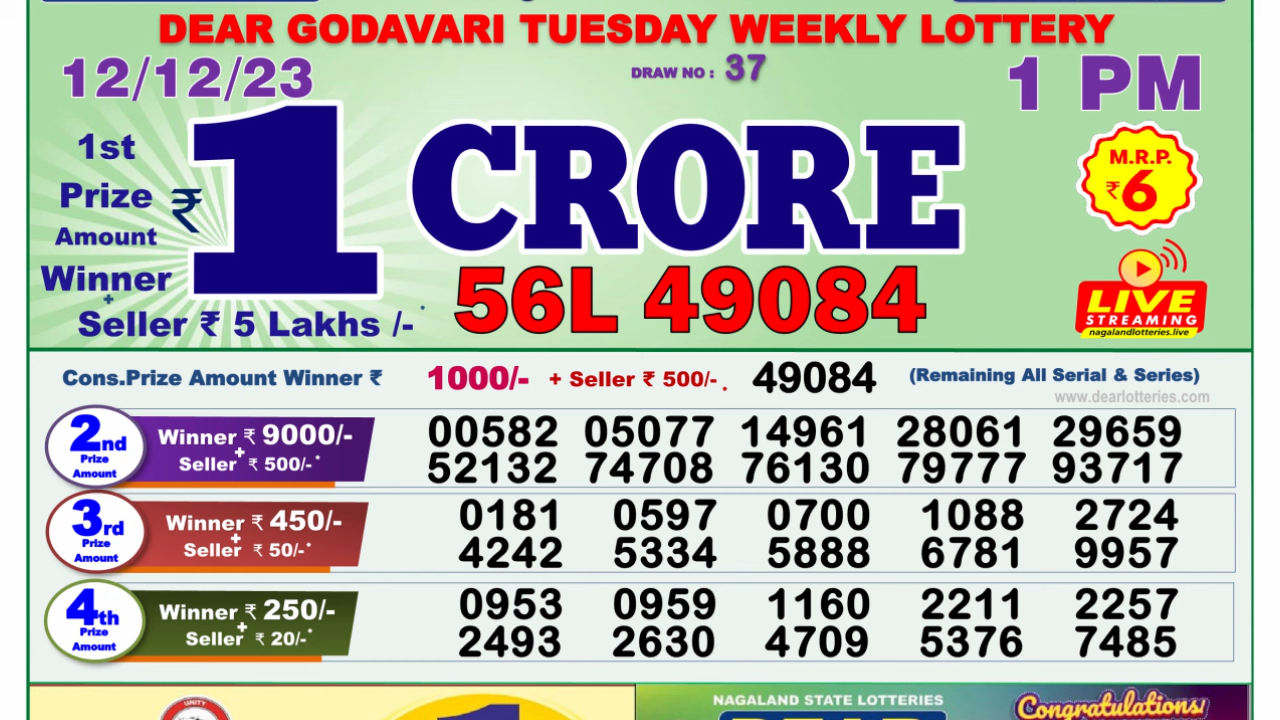 DEAR GODAVARI TUESDAY WEEKLY LOTTERY
12/12/23
DRAW NO : 37
1 PM
1st
Prize
Amount
Winner
+
Seller ₹ 5 Lakhs /-*
₹ 1 CRORE
56L 49084
M.R.P.
₹6
LIVE
STREAMING
nagalandlotteries.live
Cons.Prize Amount Winner ₹ 1000/- + Seller ₹ 500/-. 49084 (Remaining All Serial & Series)
www.dearlotteries.com
2nd
Prize
Amount
Winner ₹ 9000/-
+
Seller ₹ 500/-*
00582 05077 14961 28061 29659
52132 74708 76130 79777 93717
3rd
Prize
Amount
Winner ₹ 450/-
+
Seller ₹ 50/-*
0181 0597 0700 1088 2724
4242 5334 5888 6781 9957
4th
Prize
Amount
Winner ₹ 250/-
+
Seller ₹ 20/-*
0953 0959 1160 2211 2257
2493 2630 4709 5376 7485
UNITY
1
NAGALAND STATE LOTTERIES
DEAR
Congratulations!